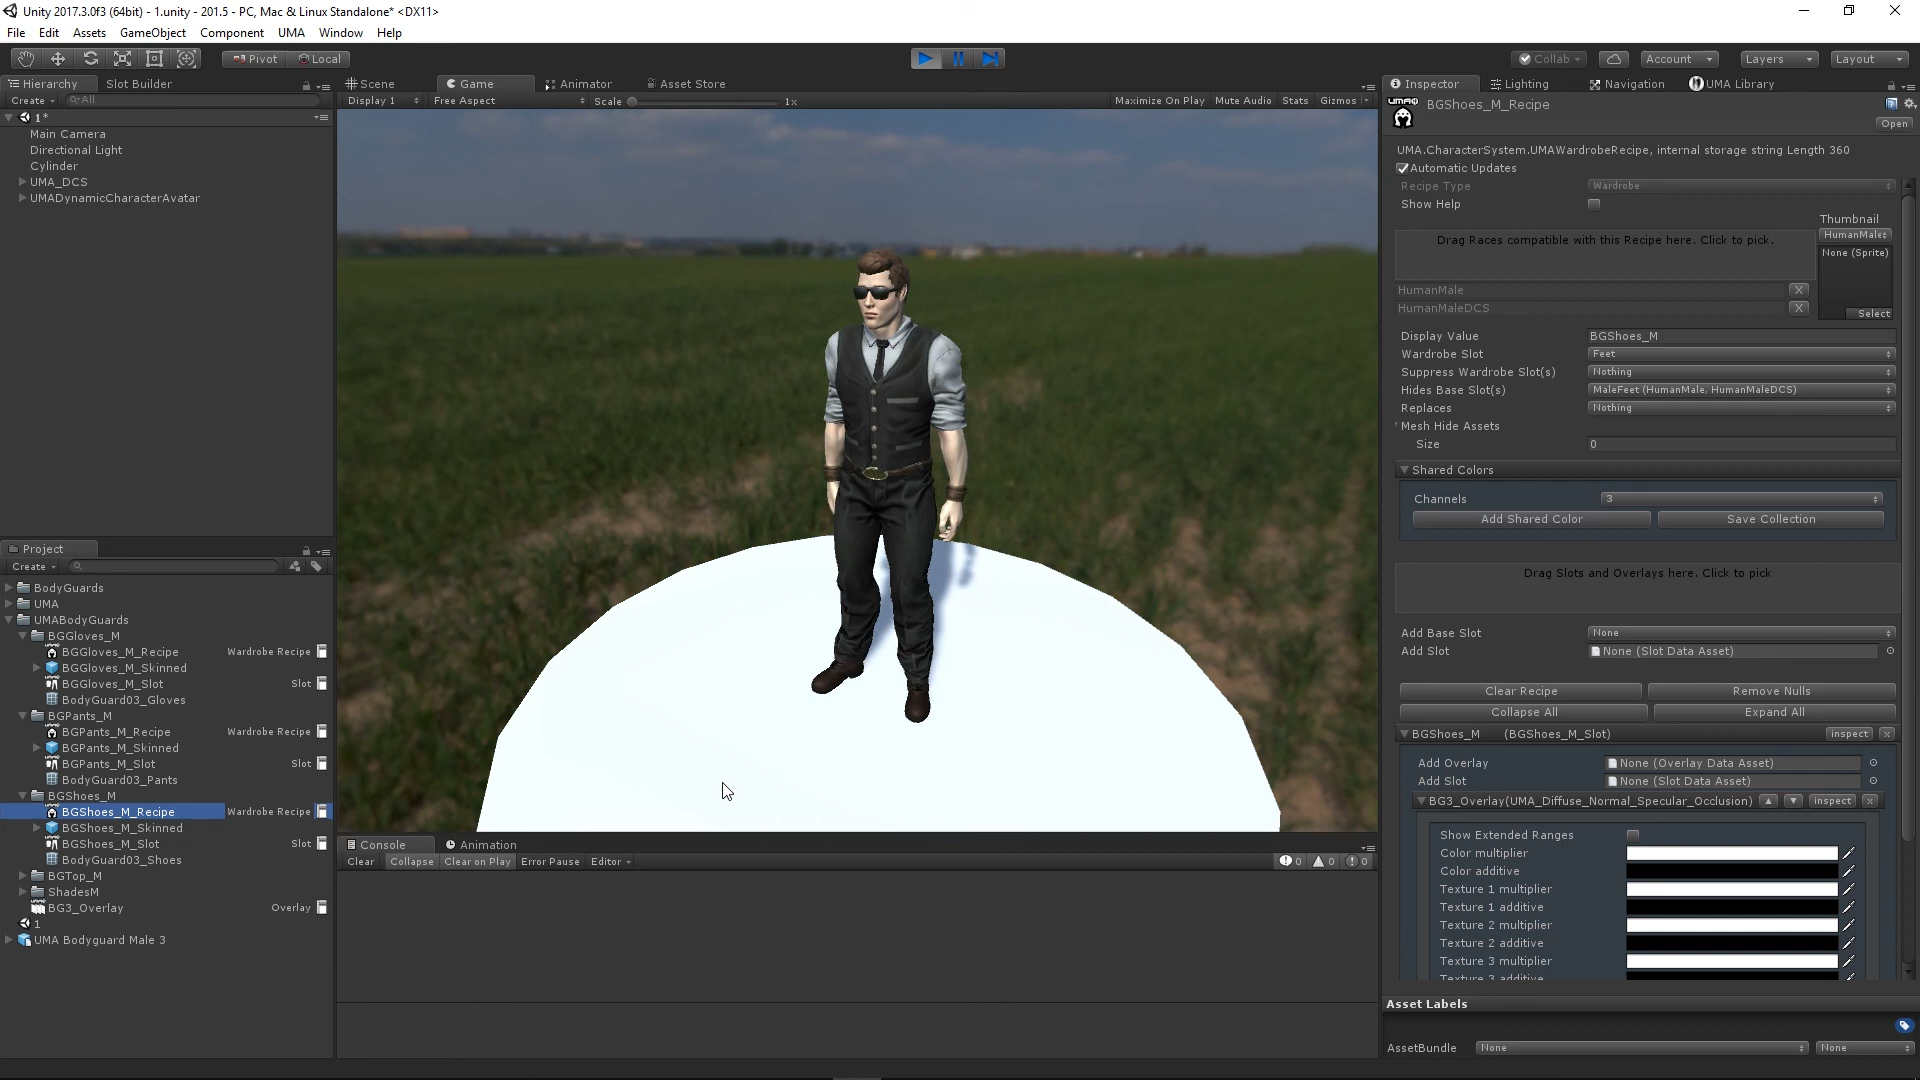 Unity 2017.3.0f3 (64bit) - 1.unity - 201.5 - PC, Mac & Linux Standalone* <DX11>
File Edit Assets GameObject Component UMA Window Help
Pivot Local
Collab Account Layers Layout
Hierarchy Slot Builder
Create All
1*
Main Camera
Directional Light
Cylinder
UMA_DCS
UMADynamicCharacterAvatar
Scene Game Animator Asset Store
Display 1 Free Aspect Scale 1x Maximize On Play Mute Audio Stats Gizmos
Project
Create
BodyGuards
UMA
UMABodyGuards
BGGloves_M
BGGloves_M_Recipe Wardrobe Recipe
BGGloves_M_Skinned
BGGloves_M_Slot Slot
BodyGuard03_Gloves
BGPants_M
BGPants_M_Recipe Wardrobe Recipe
BGPants_M_Skinned
BGPants_M_Slot Slot
BodyGuard03_Pants
BGShoes_M
BGShoes_M_Recipe Wardrobe Recipe
BGShoes_M_Skinned
BGShoes_M_Slot Slot
BodyGuard03_Shoes
BGTop_M
ShadesM
BG3_Overlay Overlay
1
UMA Bodyguard Male 3
Console Animation
Clear Collapse Clear on Play Error Pause Editor 0 0 0
Inspector Lighting Navigation UMA Library
BGShoes_M_Recipe
Open
UMA.CharacterSystem.UMAWardrobeRecipe, internal storage string Length 360
Automatic Updates
Recipe Type Wardrobe
Show Help
Thumbnail
Drag Races compatible with this Recipe here. Click to pick.
HumanMale
None (Sprite)
HumanMale X
HumanMaleDCS X
Select
Display Value BGShoes_M
Wardrobe Slot Feet
Suppress Wardrobe Slot(s) Nothing
Hides Base Slot(s) MaleFeet (HumanMale, HumanMaleDCS)
Replaces Nothing
Mesh Hide Assets
Size 0
Shared Colors
Channels 3
Add Shared Color Save Collection
Drag Slots and Overlays here. Click to pick
Add Base Slot None
Add Slot None (Slot Data Asset)
Clear Recipe Remove Nulls
Collapse All Expand All
BGShoes_M (BGShoes_M_Slot) inspect x
Add Overlay None (Overlay Data Asset)
Add Slot None (Slot Data Asset)
BG3_Overlay(UMA_Diffuse_Normal_Specular_Occlusion) inspect x
Show Extended Ranges
Color multiplier
Color additive
Texture 1 multiplier
Texture 1 additive
Texture 2 multiplier
Texture 2 additive
Texture 3 multiplier
Texture 3 additive
Asset Labels
AssetBundle None None